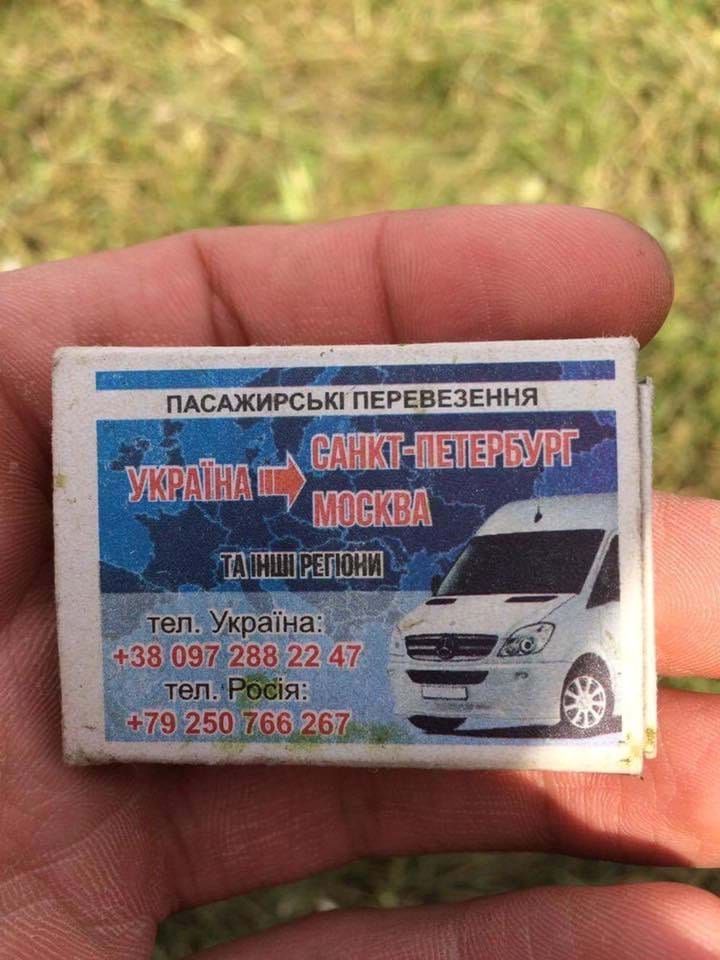 ПАСАЖИРСЬКІ ПЕРЕВЕЗЕННЯ
УКРАЇНА САНКТ-ПЕТЕРБУРГ
МОСКВА
ТА ІНШІ РЕГІОНИ
тел. Україна:
+38 097 288 22 47
тел. Росія:
+79 250 766 267